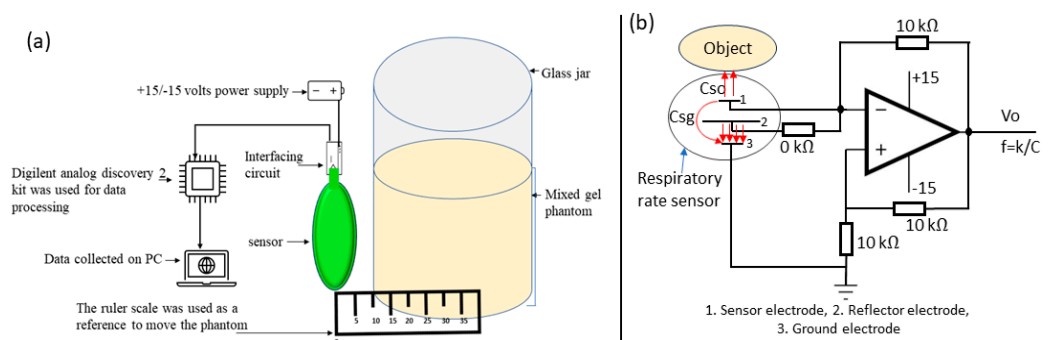 (a)
+15/-15 volts power supply
− +
Glass jar
Interfacing
circuit
Digilent analog discovery 2
kit was used for data
processing
Mixed gel
phantom
sensor
Data collected on PC
The ruler scale was used as a
reference to move the phantom
5 10 15 20 25 30 35
(b)
10 kΩ
Object
+15
Cso
1
Csg
2
3
0 kΩ
−
+
Vo
f=k/C
-15
Respiratory
rate sensor
10 kΩ
10 kΩ
1. Sensor electrode, 2. Reflector electrode,
3. Ground electrode